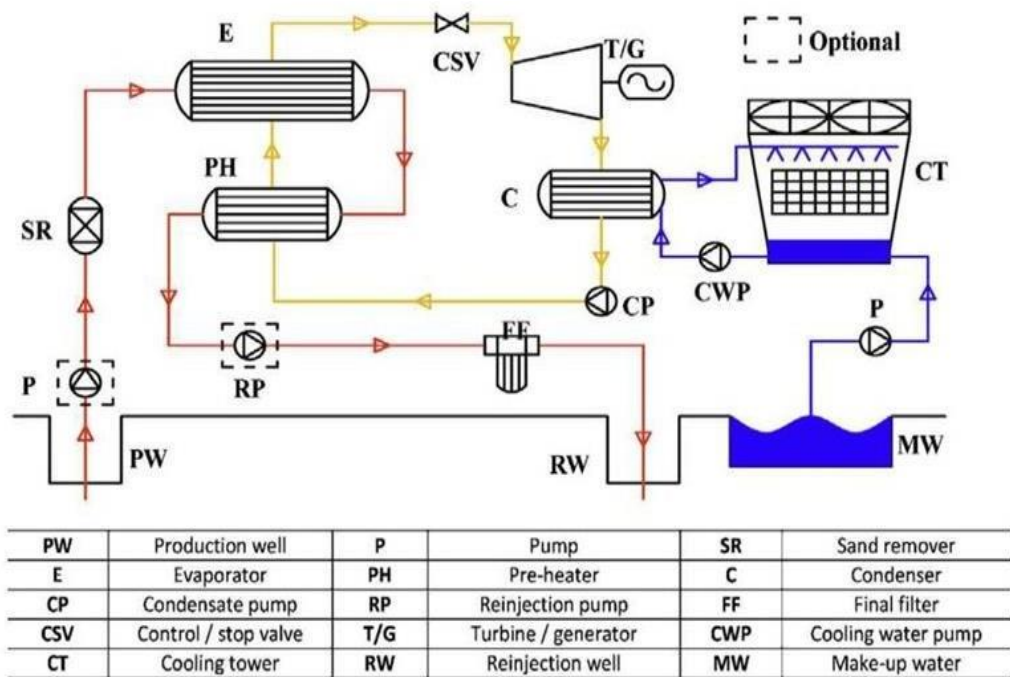 E
CSV
T/G
Optional
PH
SR
C
CT
CWP
CP
P
FF
P
RP
PW
RW
MW
PW Production well P Pump SR Sand remover
E Evaporator PH Pre-heater C Condenser
CP Condensate pump RP Reinjection pump FF Final filter
CSV Control / stop valve T/G Turbine / generator CWP Cooling water pump
CT Cooling tower RW Reinjection well MW Make-up water